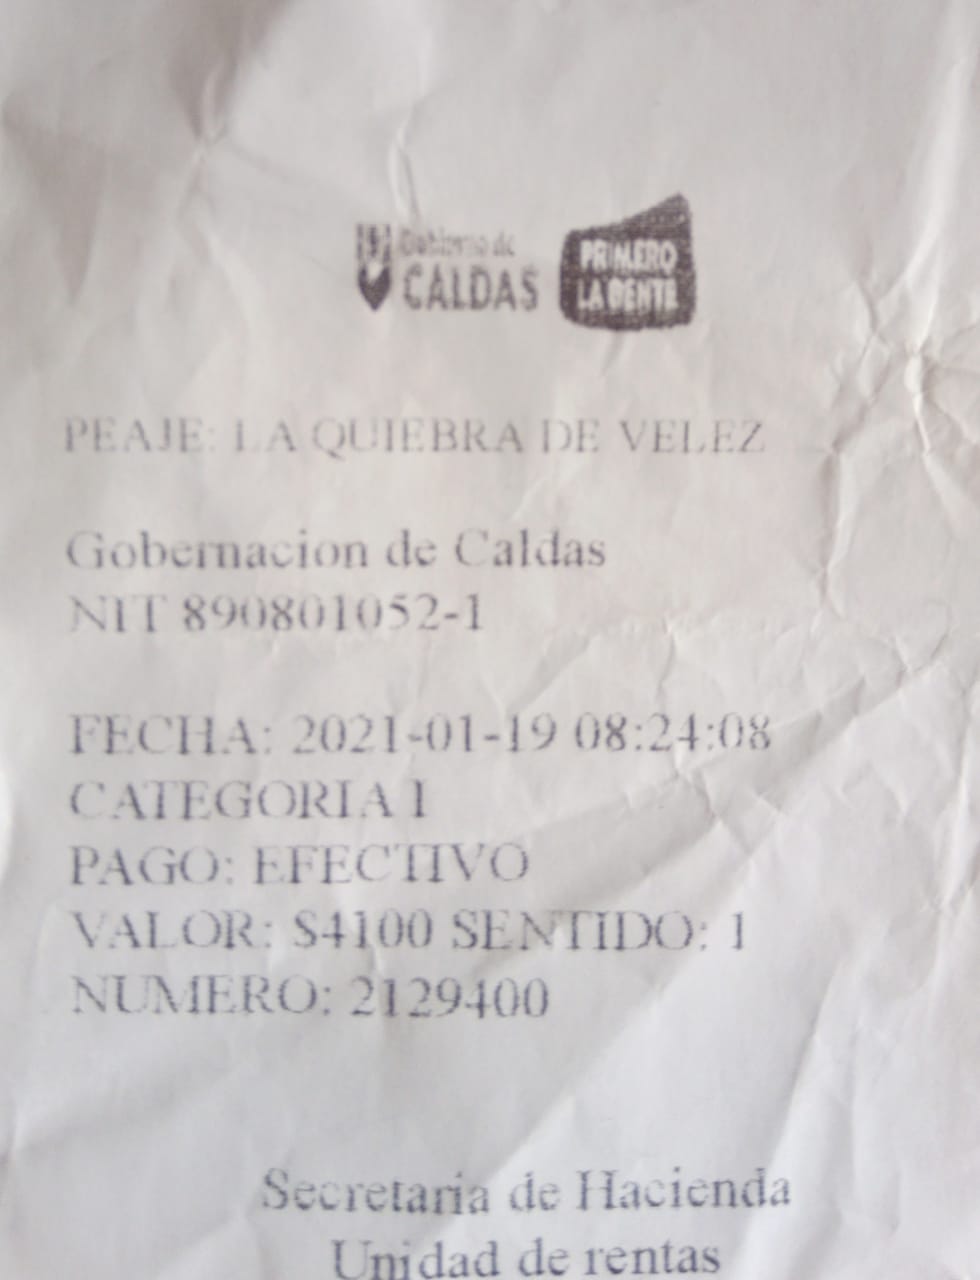 Gobierno de
CALDAS
PRIMERO
LA GENTE
PEAJE: LA QUIEBRA DE VELEZ
Gobernacion de Caldas
NIT 890801052-1
FECHA: 2021-01-19 08:24:08
CATEGORIA I
PAGO: EFECTIVO
VALOR: $4100 SENTIDO: 1
NUMERO: 2129400
Secretaria de Hacienda
Unidad de rentas